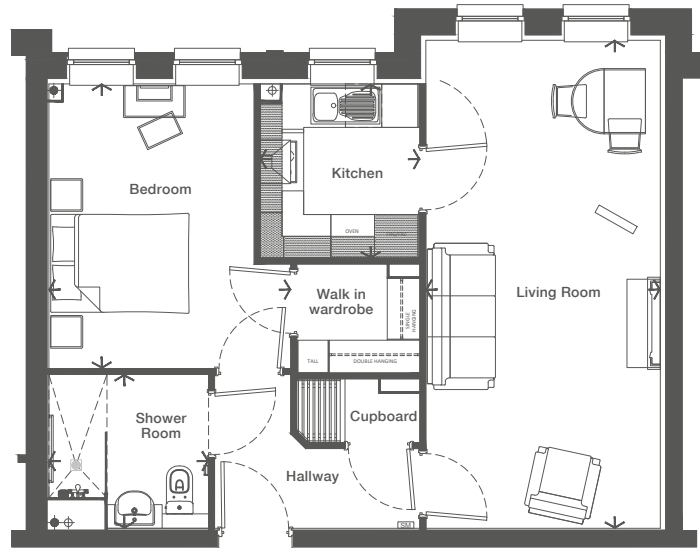 Bedroom
Kitchen
OVEN
Walk in
wardrobe
SINGLE
HANGING
TALL
DOUBLE HANGING
Living Room
Shower
Room
Cupboard
Hallway
SM